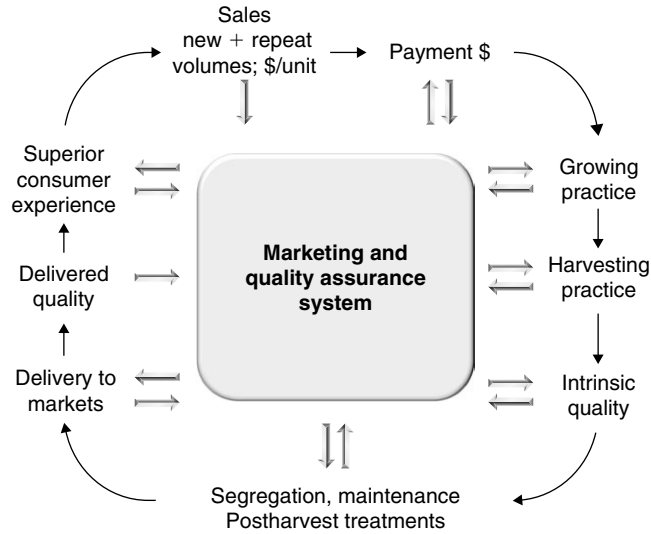 Sales
new + repeat
volumes; $/unit
Payment $
Superior
consumer
experience
Growing
practice
Marketing and
quality assurance
system
Delivered
quality
Harvesting
practice
Delivery to
markets
Intrinsic
quality
Segregation, maintenance
Postharvest treatments